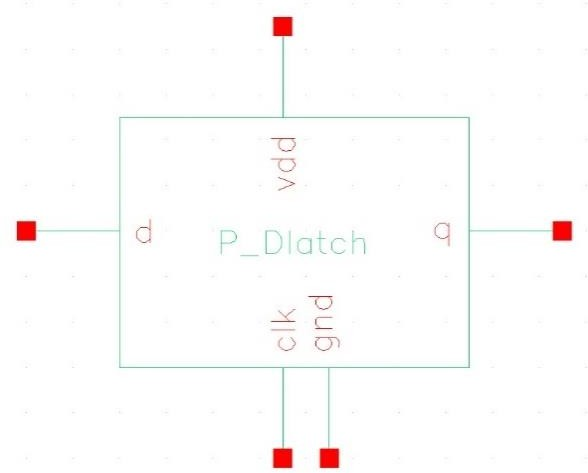 vdd
d
P_Dlatch
q
clk
gnd